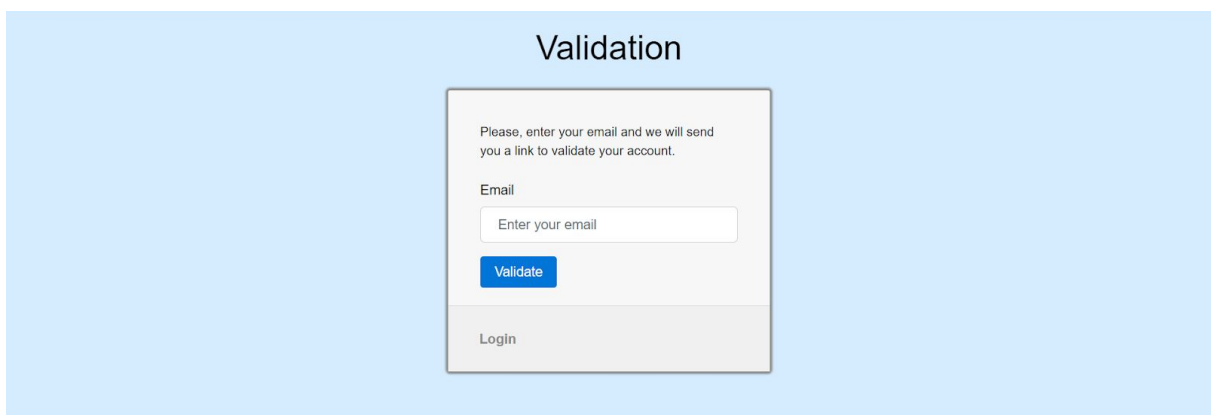 Validation
Please, enter your email and we will send
you a link to validate your account.
Email
Enter your email
Validate
Login